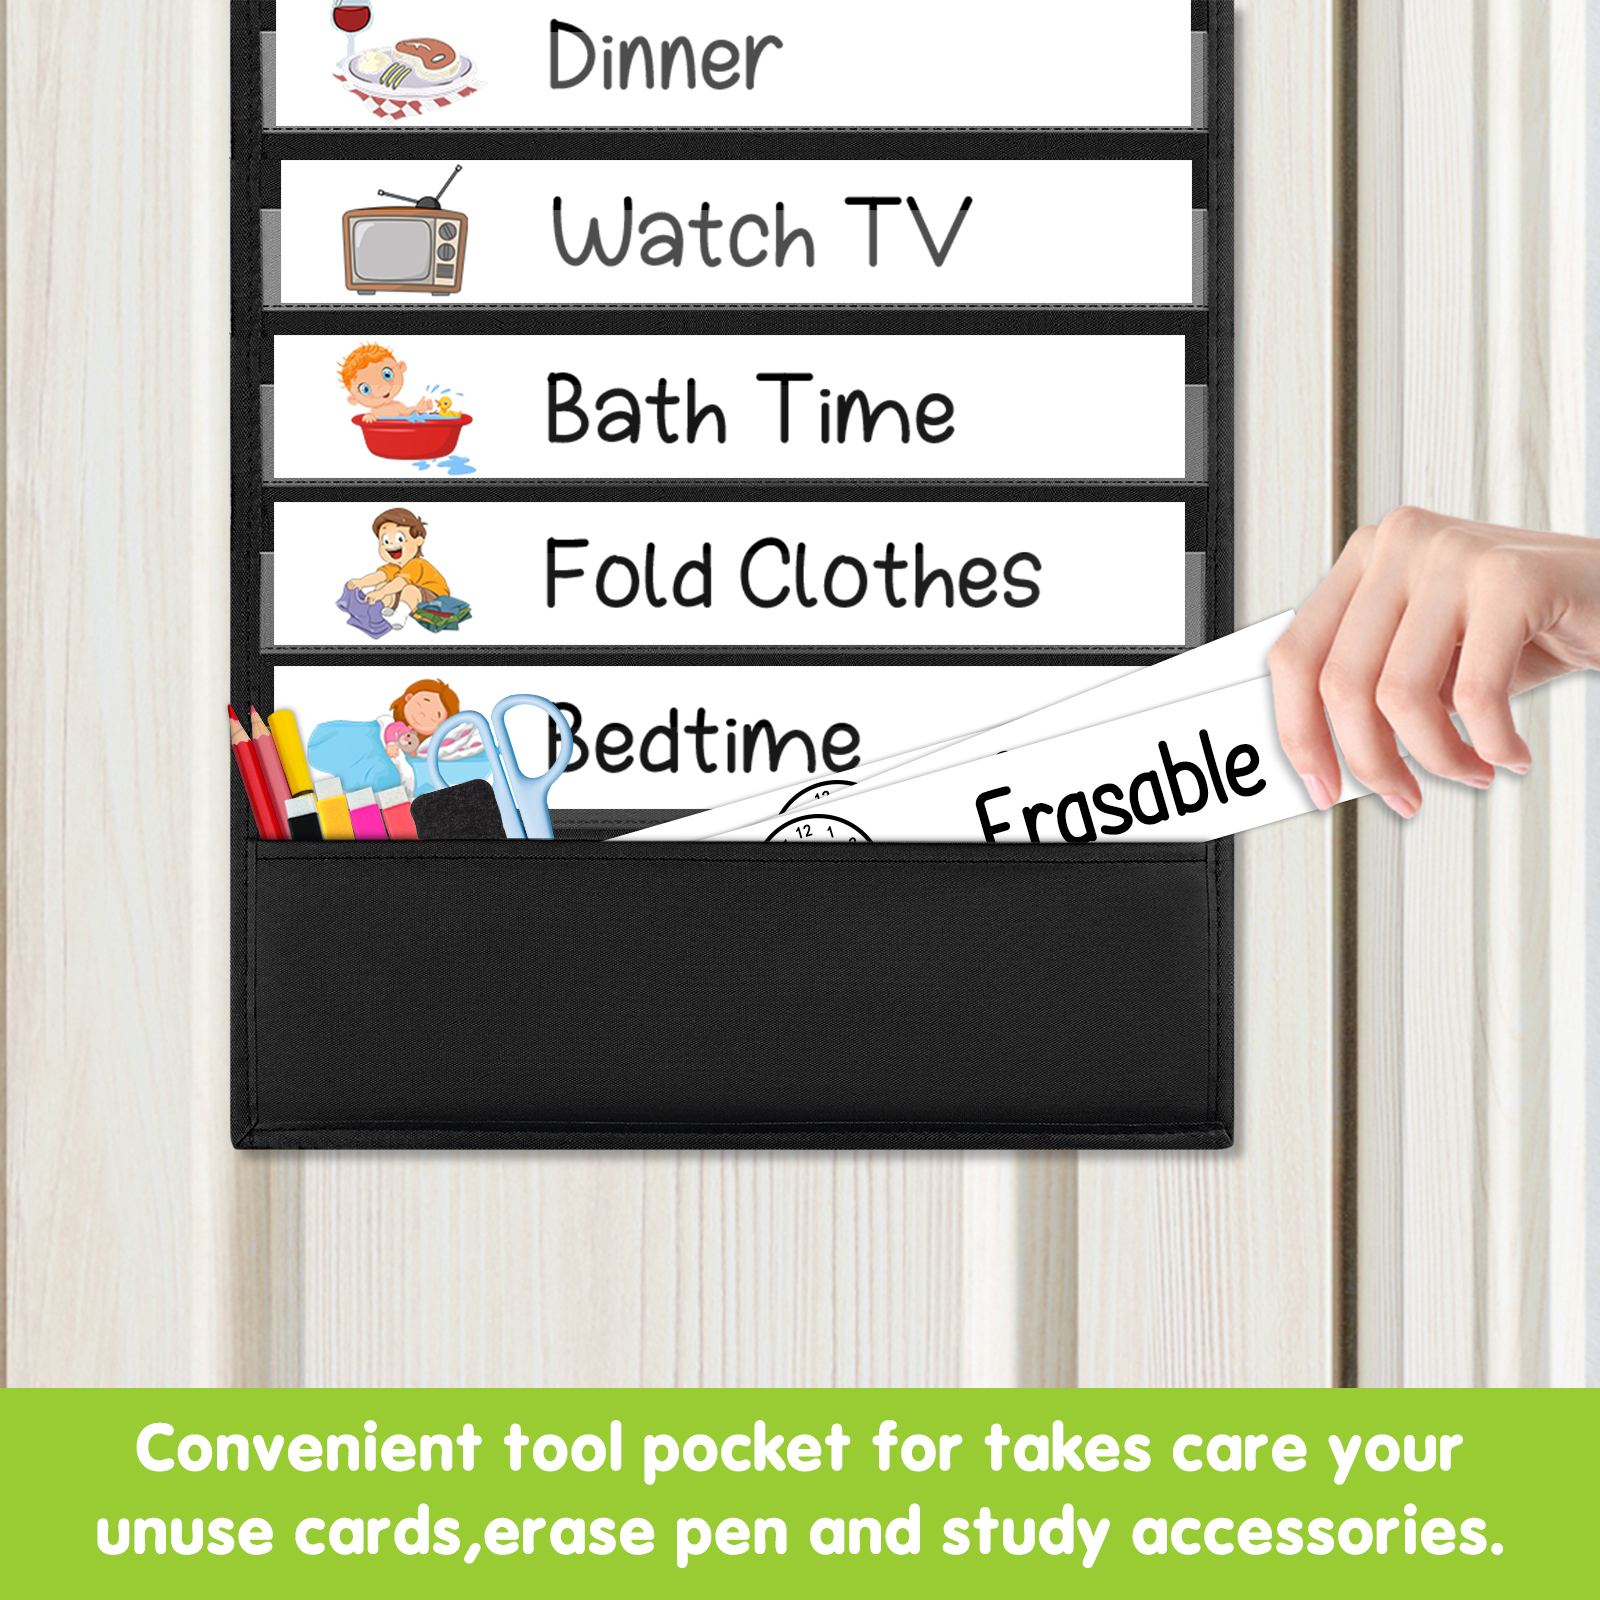 Dinner
Watch TV
Bath Time
Fold Clothes
Bedtime
12
12 1
Erasable
Convenient tool pocket for takes care your
unuse cards,erase pen and study accessories.